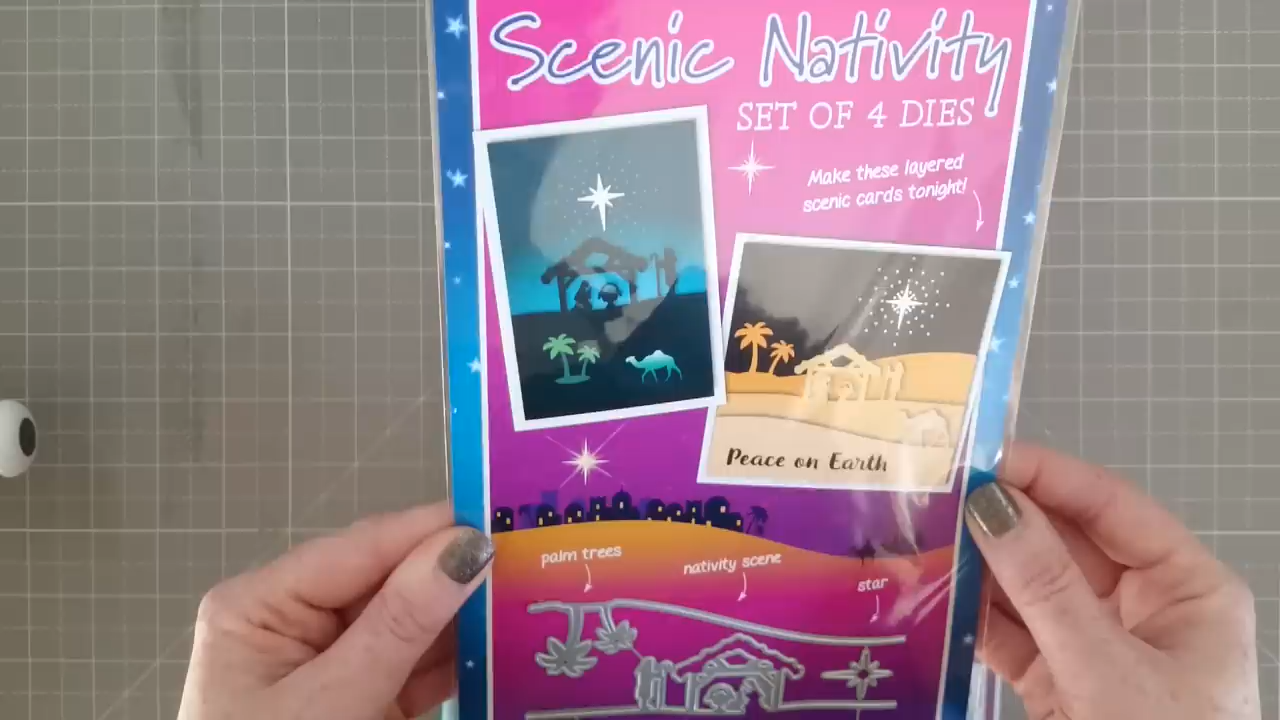 Scenic Nativity
SET OF 4 DIES
Make these layered
scenic cards tonight!
Peace on Earth
palm trees
nativity scene
star